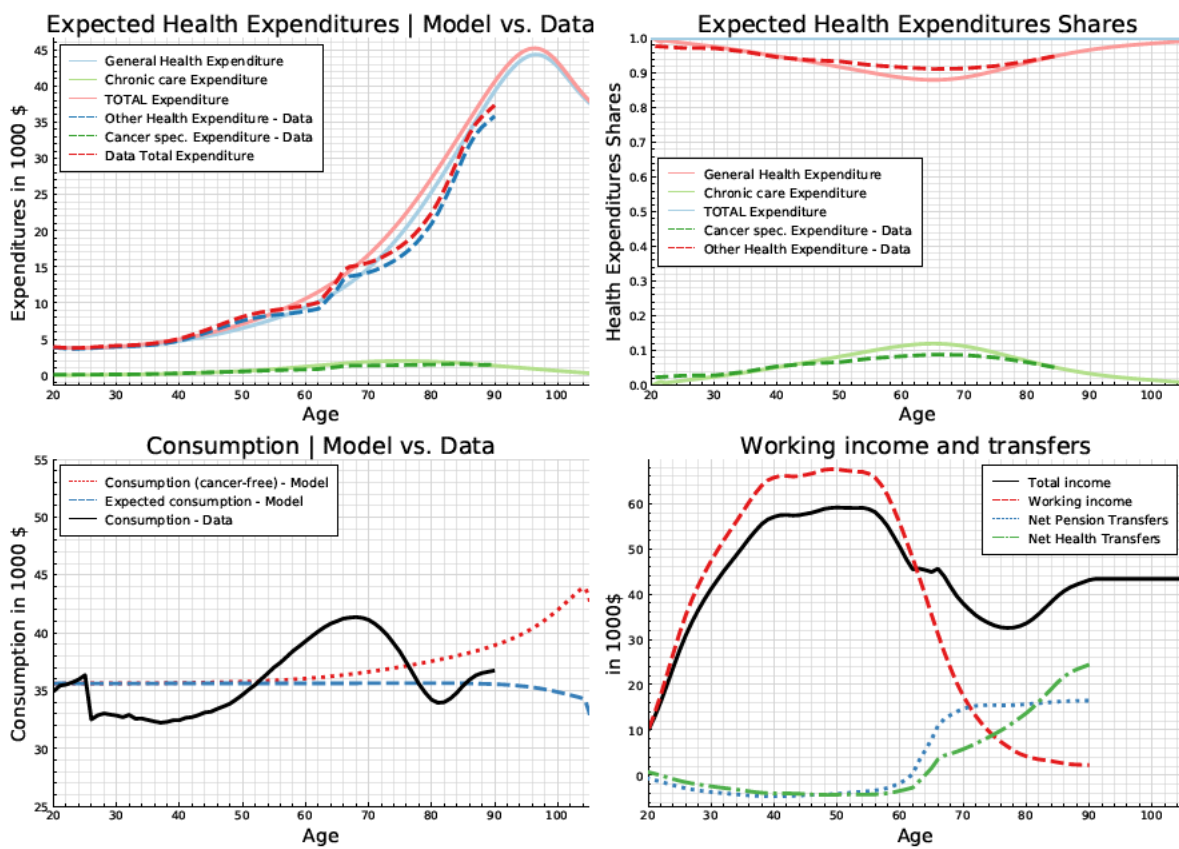 Expected Health Expenditures | Model vs. Data
45
40
35
30
25
20
15
10
5
0
Expenditures in 1000 $
General Health Expenditure
Chronic care Expenditure
TOTAL Expenditure
Other Health Expenditure - Data
Cancer spec. Expenditure - Data
Data Total Expenditure
20 30 40 50 60 70 80 90 100
Age
Expected Health Expenditures Shares
1.0
0.9
0.8
0.7
0.6
0.5
0.4
0.3
0.2
0.1
0.0
Health Expenditures Shares
General Health Expenditure
Chronic care Expenditure
TOTAL Expenditure
Cancer spec. Expenditure - Data
Other Health Expenditure - Data
20 30 40 50 60 70 80 90 100
Age
Consumption | Model vs. Data
55
50
45
40
35
30
25
Consumption in 1000 $
Consumption (cancer-free) - Model
Expected consumption - Model
Consumption - Data
20 30 40 50 60 70 80 90 100
Age
Working income and transfers
60
50
40
30
20
10
0
in 1000$
Total income
Working income
Net Pension Transfers
Net Health Transfers
20 30 40 50 60 70 80 90 100
Age